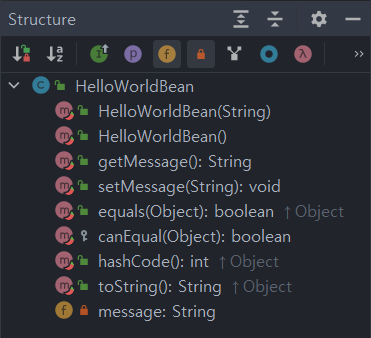 Structure
HelloWorldBean
HelloWorldBean(String)
HelloWorldBean()
getMessage(): String
setMessage(String): void
equals(Object): boolean ↑Object
canEqual(Object): boolean
hashCode(): int ↑Object
toString(): String ↑Object
message: String